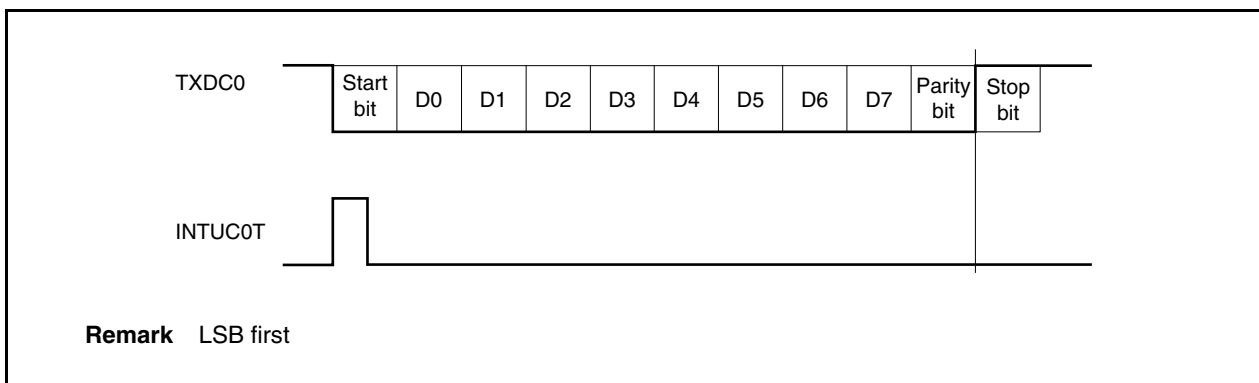 TXDC0
Start bit
D0
D1
D2
D3
D4
D5
D6
D7
Parity bit
Stop bit
INTUC0T
Remark LSB first